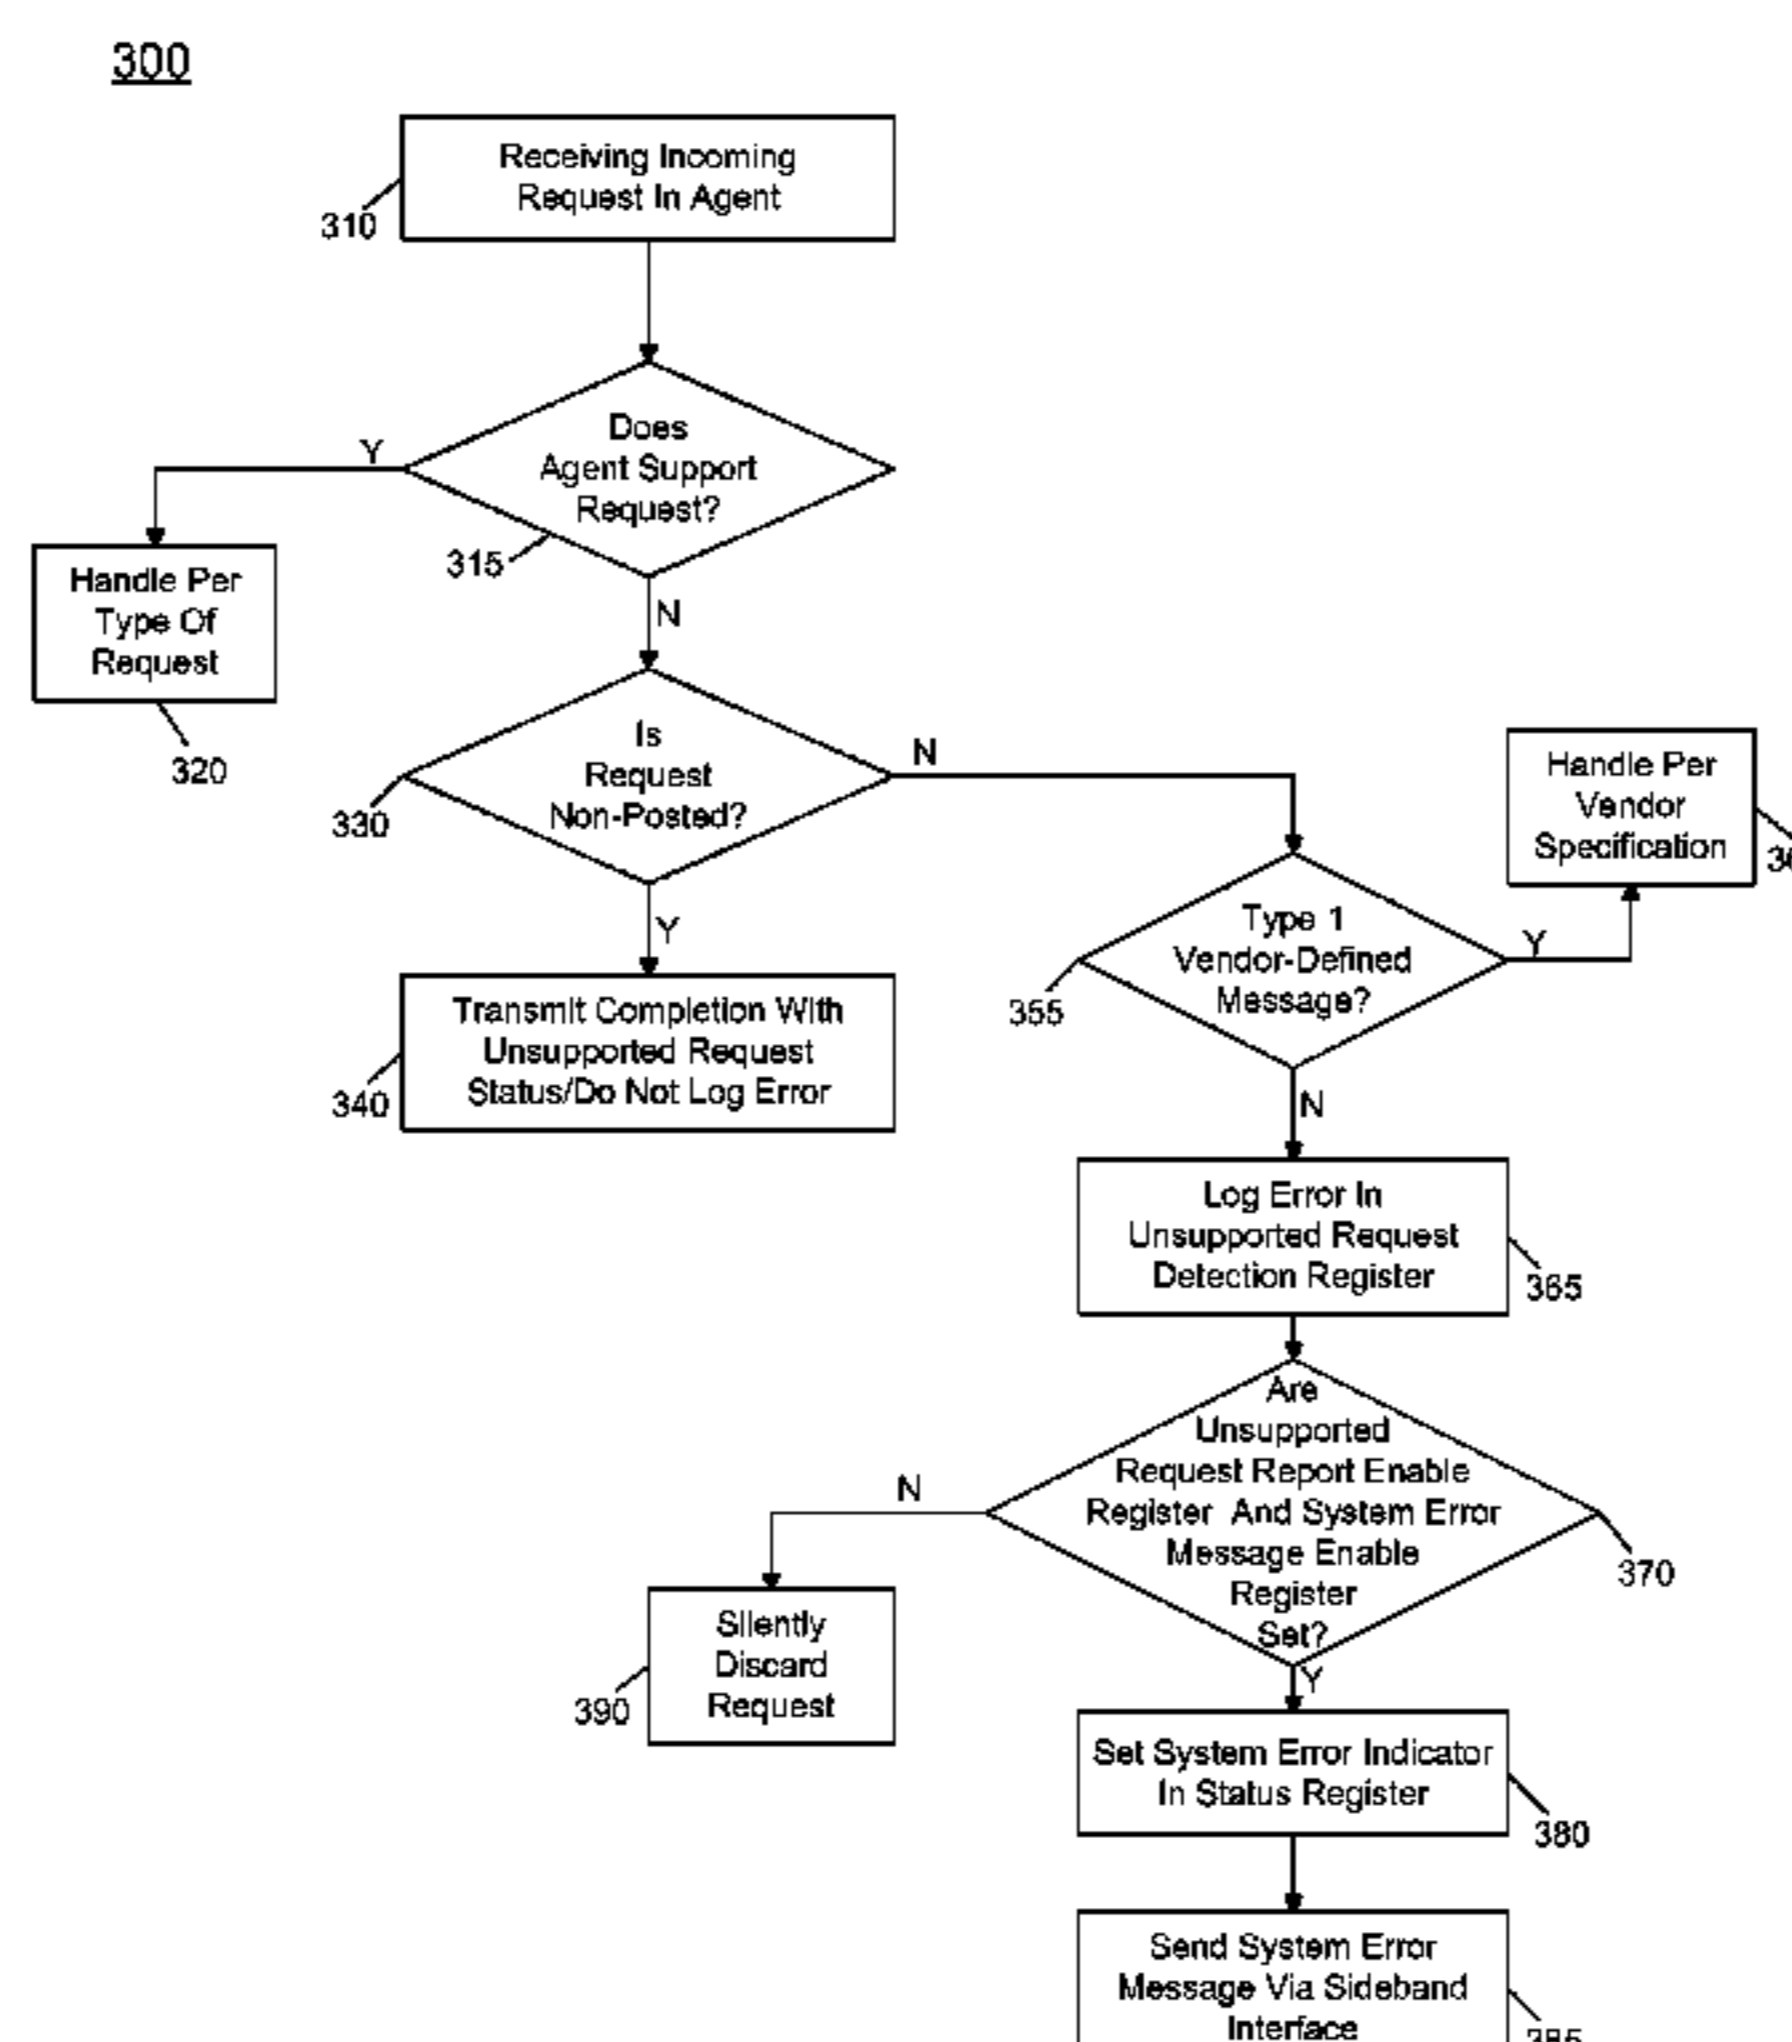 300
Receiving Incoming
Request In Agent
310
Does
Agent Support
Request?
Y
315
N
Handle Per
Type Of
Request
320
Is
Request
Non-Posted?
N
330
Y
Handle Per
Vendor
Specification
Type 1
Vendor-Defined
Message?
Y
355
N
Transmit Completion With
Unsupported Request
Status/Do Not Log Error
340
Log Error In
Unsupported Request
Detection Register
365
Are
Unsupported
Request Report Enable
Register And System Error
Message Enable
Register
Set?
N
370
Y
Silently
Discard
Request
390
Set System Error Indicator
In Status Register
380
Send System Error
Message Via Sideband
Interface
385